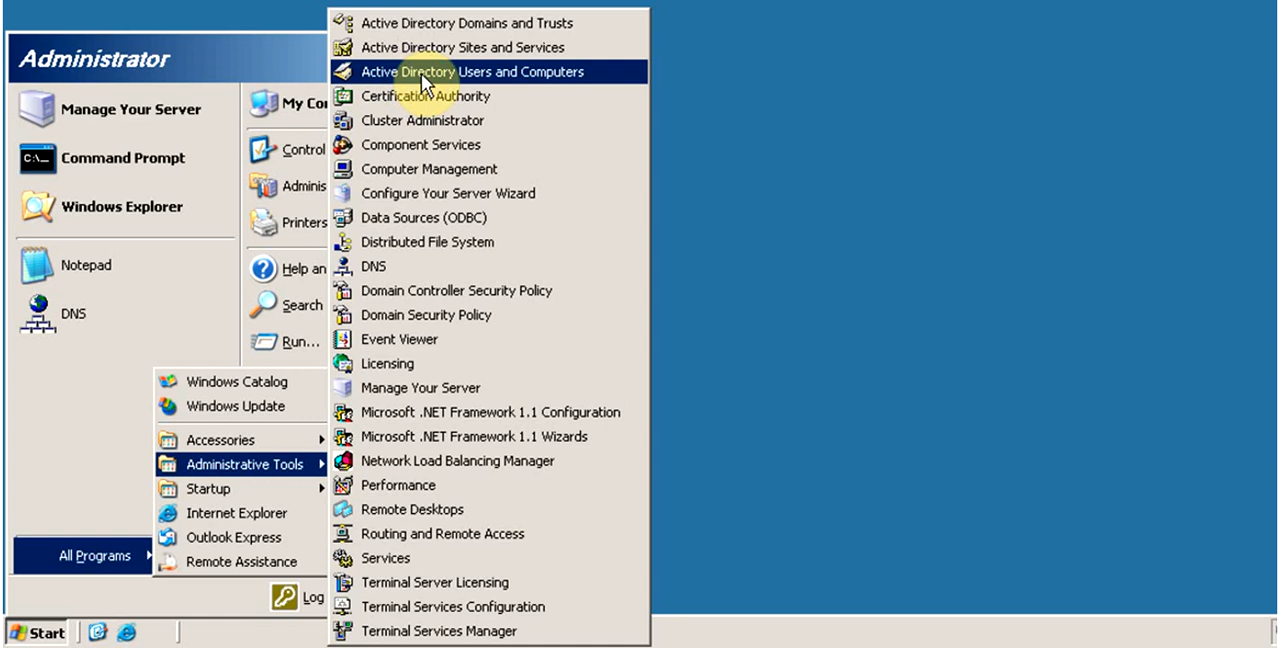 Administrator
Manage Your Server
Command Prompt
Windows Explorer
Notepad
DNS
All Programs
My Co
Control
Adminis
Printers
Help an
Search
Run...
Windows Catalog
Windows Update
Accessories
Administrative Tools
Startup
Internet Explorer
Outlook Express
Remote Assistance
Log
Active Directory Domains and Trusts
Active Directory Sites and Services
Active Directory Users and Computers
Certification Authority
Cluster Administrator
Component Services
Computer Management
Configure Your Server Wizard
Data Sources (ODBC)
Distributed File System
DNS
Domain Controller Security Policy
Domain Security Policy
Event Viewer
Licensing
Manage Your Server
Microsoft .NET Framework 1.1 Configuration
Microsoft .NET Framework 1.1 Wizards
Network Load Balancing Manager
Performance
Remote Desktops
Routing and Remote Access
Services
Terminal Server Licensing
Terminal Services Configuration
Terminal Services Manager
Start